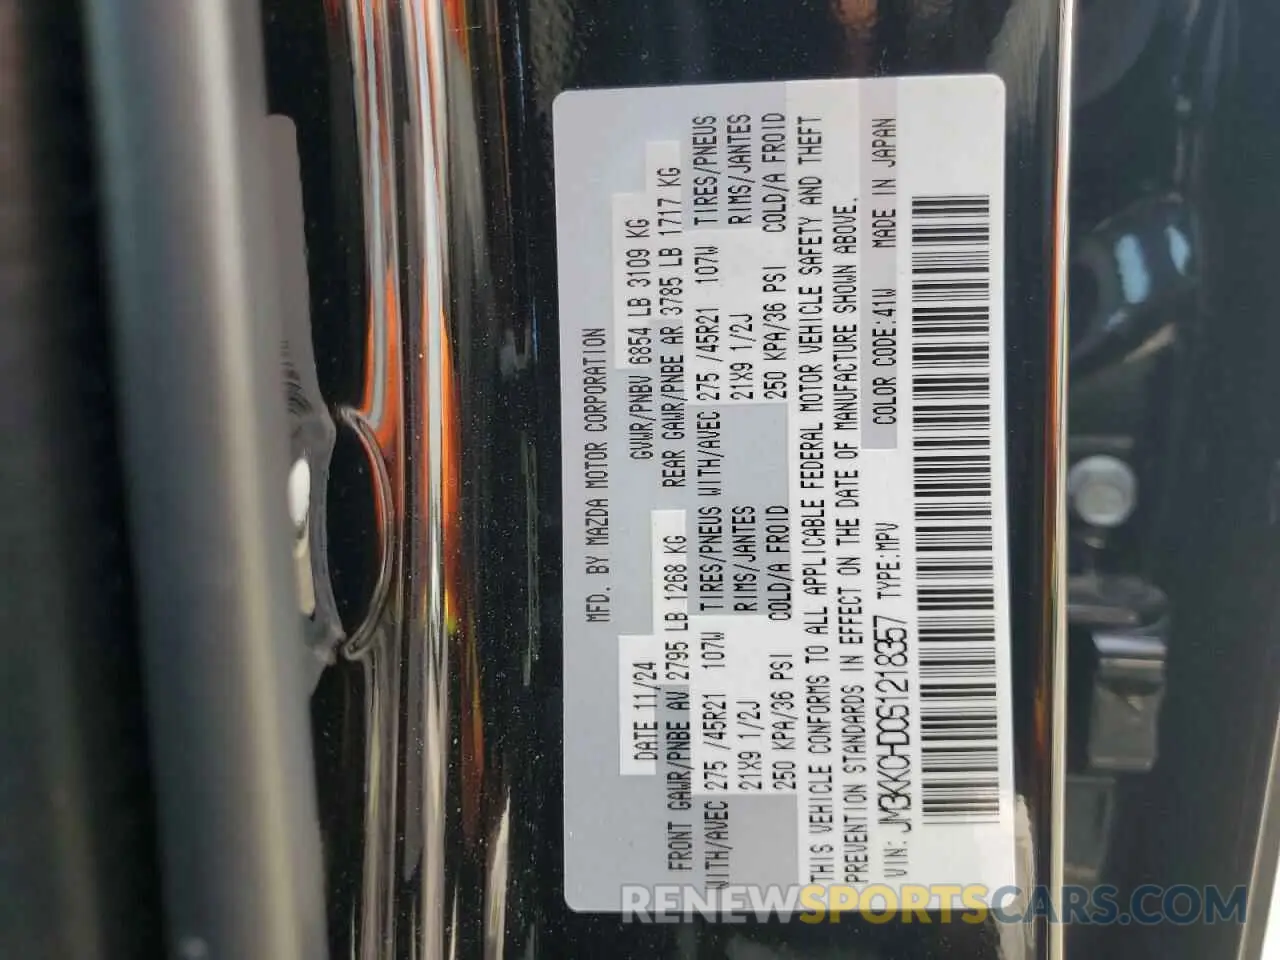 MFD. BY MAZDA MOTOR CORPORATION
DATE 11/24 GVWR/PNBV 6854 LB 3109 KG
FRONT GAWR/PNBE AV 2795 LB 1268 KG REAR GAWR/PNBE AR 3785 LB 1717 KG
WITH/AVEC 275 /45R21 107W TIRES/PNEUS WITH/AVEC 275 /45R21 107W TIRES/PNEUS
21X9 1/2J RIMS/JANTES 21X9 1/2J RIMS/JANTES
250 KPA/36 PSI COLD/A FROID 250 KPA/36 PSI COLD/A FROID
THIS VEHICLE CONFORMS TO ALL APPLICABLE FEDERAL MOTOR VEHICLE SAFETY AND THEFT
PREVENTION STANDARDS IN EFFECT ON THE DATE OF MANUFACTURE SHOWN ABOVE.
VIN: JM3KKCHD0S1218357 TYPE:MPV COLOR CODE:41W MADE IN JAPAN
RENEWSPORTSCARS.COM